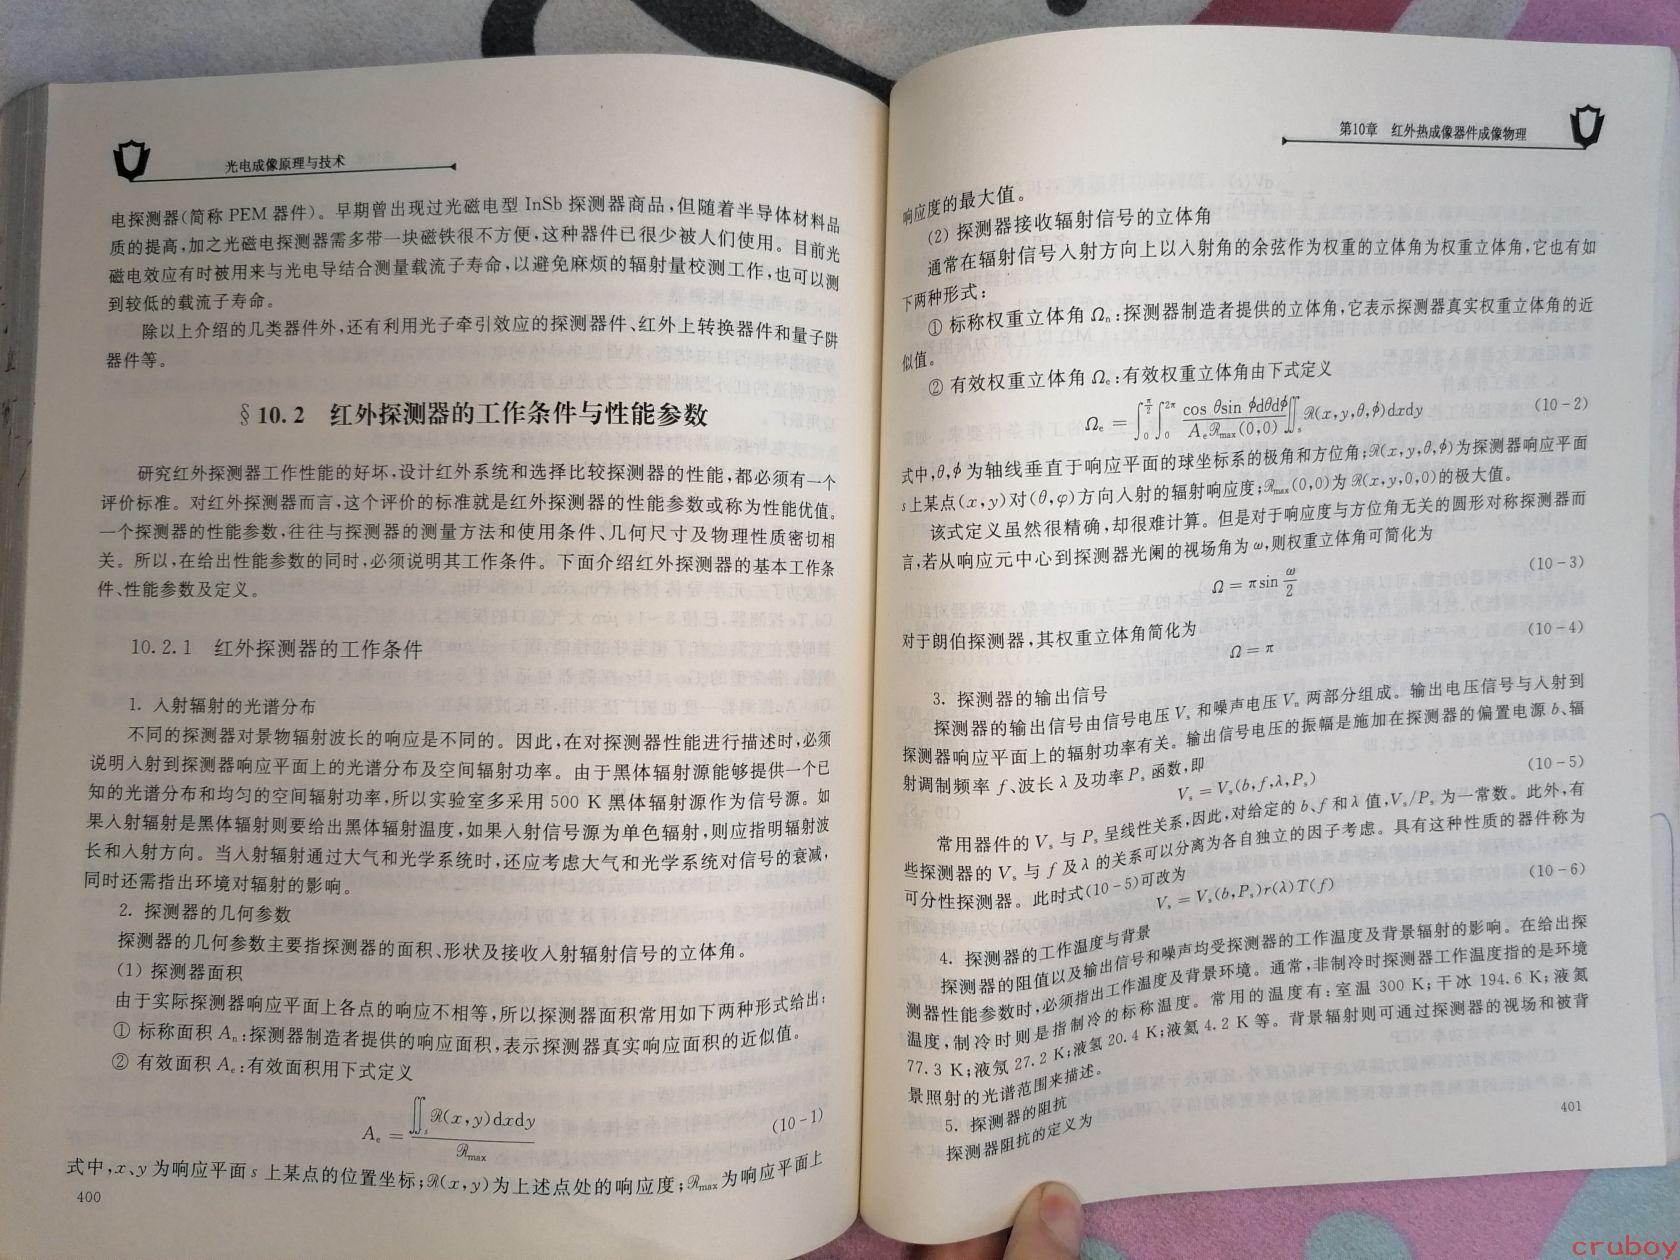 光电成像原理与技术
电探测器(简称 PEM 器件)。早期曾出现过光磁电型 InSb 探测器商品,但随着半导体材料品
质的提高,加之光磁电探测器需多带一块磁铁很不方便,这种器件已很少被人们使用。目前光
磁电效应有时被用来与光电导结合测量载流子寿命,以避免麻烦的辐射量校测工作,也可以测
到较低的载流子寿命。
除以上介绍的几类器件外,还有利用光子牵引效应的探测器件、红外上转换器件和量子阱
器件等。
§10.2 红外探测器的工作条件与性能参数
研究红外探测器工作性能的好坏,设计红外系统和选择比较探测器的性能,都必须有一个
评价标准。对红外探测器而言,这个评价的标准就是红外探测器的性能参数或称为性能优值。
一个探测器的性能参数,往往与探测器的测量方法和使用条件、几何尺寸及物理性质密切相
关。所以,在给出性能参数的同时,必须说明其工作条件。下面介绍红外探测器的基本工作条
件、性能参数及定义。
10.2.1 红外探测器的工作条件
1. 入射辐射的光谱分布
不同的探测器对景物辐射波长的响应是不同的。因此,在对探测器性能进行描述时,必须
说明入射到探测器响应平面上的光谱分布及空间辐射功率。由于黑体辐射源能够提供一个已
知的光谱分布和均匀的空间辐射功率,所以实验室多采用 500 K 黑体辐射源作为信号源。如
果入射辐射是黑体辐射则要给出黑体辐射温度,如果入射信号源为单色辐射,则应指明辐射波
长和入射方向。当入射辐射通过大气和光学系统时,还应考虑大气和光学系统对信号的衰减,
同时还需指出环境对辐射的影响。
2. 探测器的几何参数
探测器的几何参数主要指探测器的面积、形状及接收入射辐射信号的立体角。
(1) 探测器面积
由于实际探测器响应平面上各点的响应不相等,所以探测器面积常用如下两种形式给出:
① 标称面积 Aₙ:探测器制造者提供的响应面积,表示探测器真实响应面积的近似值。
② 有效面积 Aₑ:有效面积用下式定义
Aₑ = ∬ₛ ℛ(x,y)dxdy / ℛmax (10-1)
式中,x、y 为响应平面 s 上某点的位置坐标;ℛ(x,y)为上述点处的响应度;ℛmax 为响应平面上
400
第10章 红外热成像器件成像物理
响应度的最大值。
(2) 探测器接收辐射信号的立体角
通常在辐射信号入射方向上以入射角的余弦作为权重的立体角为权重立体角,它也有如
下两种形式:
① 标称权重立体角 Ωₙ:探测器制造者提供的立体角,它表示探测器真实权重立体角的近
似值。
② 有效权重立体角 Ωₑ:有效权重立体角由下式定义
Ωₑ = ∫₀^{π/2} ∫₀^{2π} cos θsin ϕdθdϕ / AₑℛMax(0,0) ∬ₛ ℛ(x,y,θ,ϕ)dxdy (10-2)
式中,θ,ϕ 为轴线垂直于响应平面的球坐标系的极角和方位角;ℛ(x,y,θ,ϕ)为探测器响应平面
s 上某点(x,y)对(θ,φ)方向入射的辐射响应度;ℛmax(0,0)为 ℛ(x,y,0,0)的极大值。
该式定义虽然很精确,却很难计算。但是对于响应度与方位角无关的圆形对称探测器而
言,若从响应元中心到探测器光阑的视场角为 ω,则权重立体角可简化为
Ω = πsin ω/2 (10-3)
对于朗伯探测器,其权重立体角简化为
Ω = π (10-4)
3. 探测器的输出信号
探测器的输出信号由信号电压 Vₛ 和噪声电压 Vₙ 两部分组成。输出电压信号与入射到
探测器响应平面上的辐射功率有关。输出信号电压的振幅是施加在探测器的偏置电源 b、辐
射调制频率 f、波长 λ 及功率 Pₛ 函数,即
Vₛ = Vₛ(b,f,λ,Pₛ) (10-5)
常用器件的 Vₛ 与 Pₛ 呈线性关系,因此,对给定的 b、f 和 λ 值,Vₛ/Pₛ 为一常数。此外,有
些探测器的 Vₛ 与 f 及 λ 的关系可以分离为各自独立的因子考虑。具有这种性质的器件称为
可分性探测器。此时式(10-5)可改为
Vₛ = Vₛ(b,Pₛ)r(λ)T(f) (10-6)
4. 探测器的工作温度与背景
探测器的阻值以及输出信号和噪声均受探测器的工作温度及背景辐射的影响。在给出探
测器性能参数时,必须指出工作温度及背景环境。通常,非制冷时探测器工作温度指的是环境
温度,制冷时则是指制冷的标称温度。常用的温度有:室温 300 K;干冰 194.6 K;液氮
77.3 K;液氖 27.2 K;液氢 20.4 K;液氦 4.2 K 等。背景辐射则可通过探测器的视场和被背
景照射的光谱范围来描述。
5. 探测器的阻抗
探测器阻抗的定义为
401
cruboy